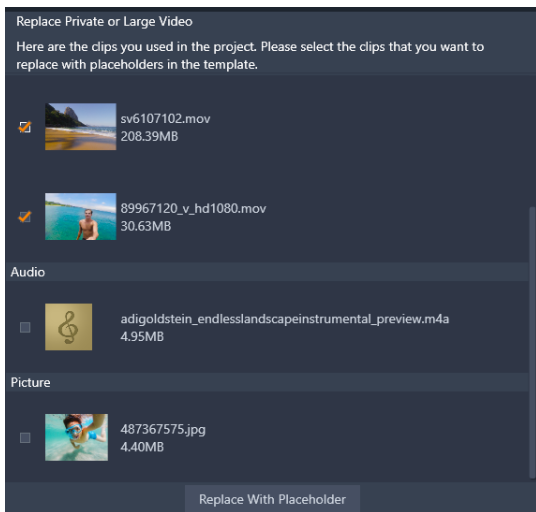 Replace Private or Large Video
Here are the clips you used in the project. Please select the clips that you want to
replace with placeholders in the template.
sv6107102.mov
208.39MB
89967120_v_hd1080.mov
30.63MB
Audio
adigoldstein_endlesslandscapeinstrumental_preview.m4a
4.95MB
Picture
487367575.jpg
4.40MB
Replace With Placeholder